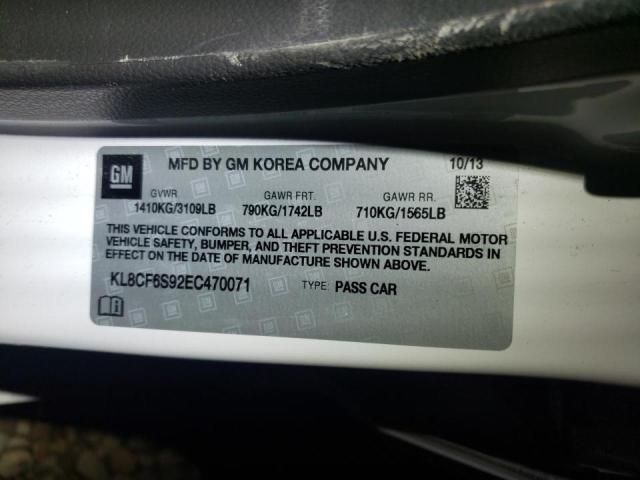 GM MFD BY GM KOREA COMPANY 10/13
GVWR GAWR FRT. GAWR RR.
1410KG/3109LB 790KG/1742LB 710KG/1565LB
THIS VEHICLE CONFORMS TO ALL APPLICABLE U.S. FEDERAL MOTOR
VEHICLE SAFETY, BUMPER, AND THEFT PREVENTION STANDARDS IN
EFFECT ON THE DATE OF MANUFACTURE SHOWN ABOVE.
KL8CF6S92EC470071 TYPE: PASS CAR